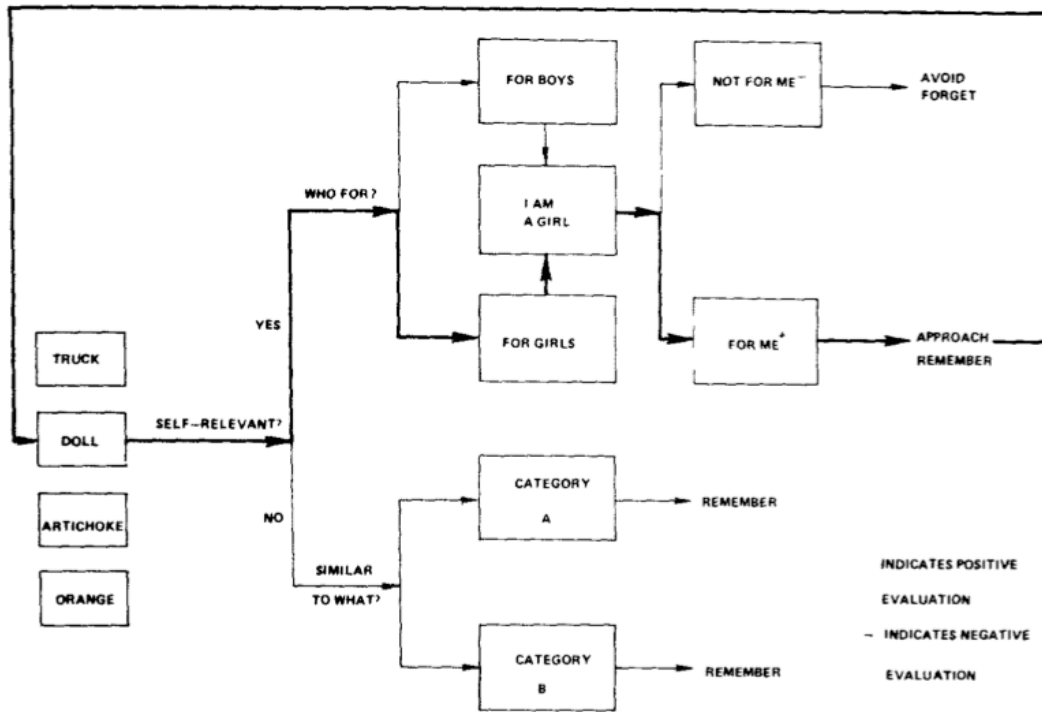 FOR BOYS
NOT FOR ME –
AVOID
FORGET
WHO FOR?
I AM
A GIRL
YES
FOR GIRLS
FOR ME +
APPROACH
REMEMBER
TRUCK
DOLL
SELF–RELEVANT?
ARTICHOKE
ORANGE
NO
SIMILAR
TO WHAT?
CATEGORY
A
REMEMBER
CATEGORY
B
REMEMBER
INDICATES POSITIVE
EVALUATION
– INDICATES NEGATIVE
EVALUATION